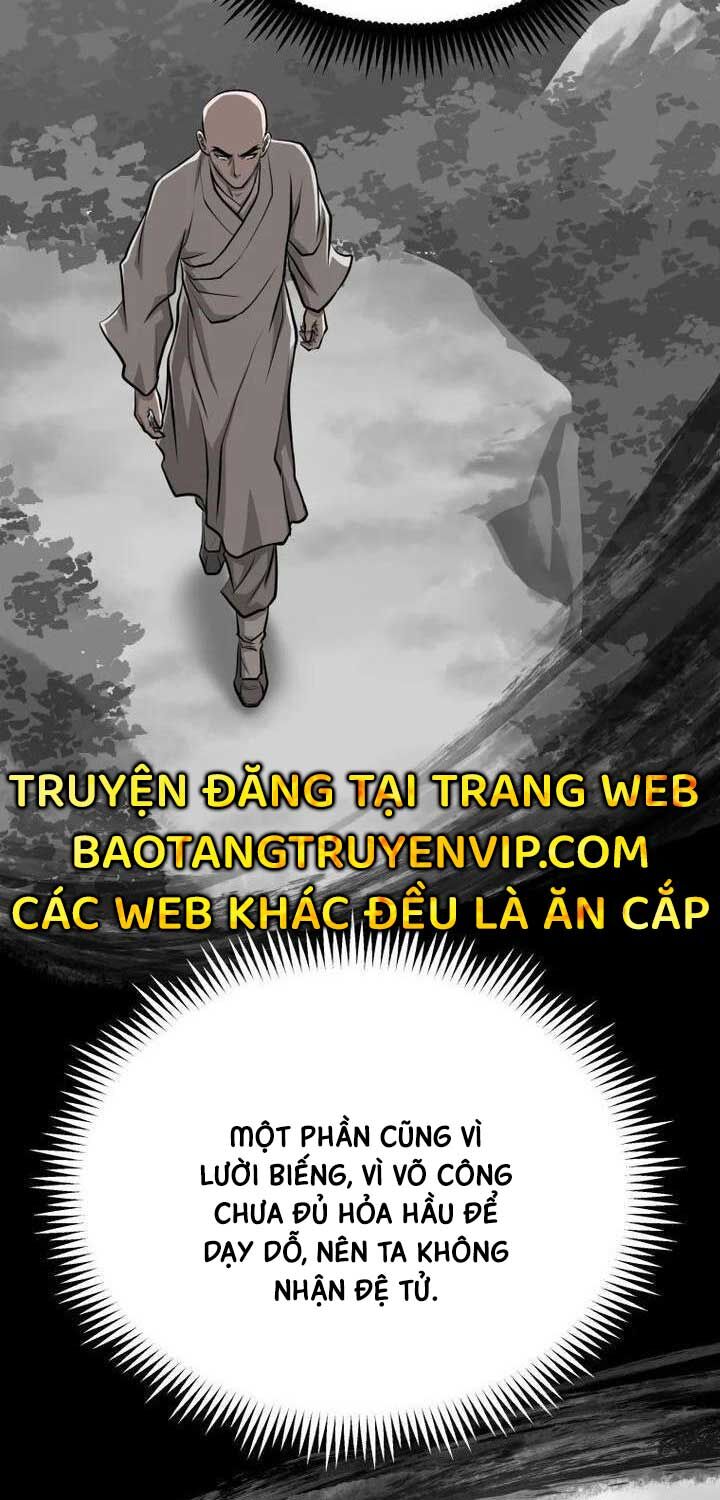 TRUYỆN ĐĂNG TẠI TRANG WEB
BAOTANGTRUYENVIP.COM
CÁC WEB KHÁC ĐỀU LÀ ĂN CẮP
MỘT PHẦN CŨNG VÌ
LƯỜI BIẾNG, VÌ VÕ CÔNG
CHƯA ĐỦ HỎA HẦU ĐỂ
DẠY DỖ, NÊN TA KHÔNG
NHẬN ĐỆ TỬ.